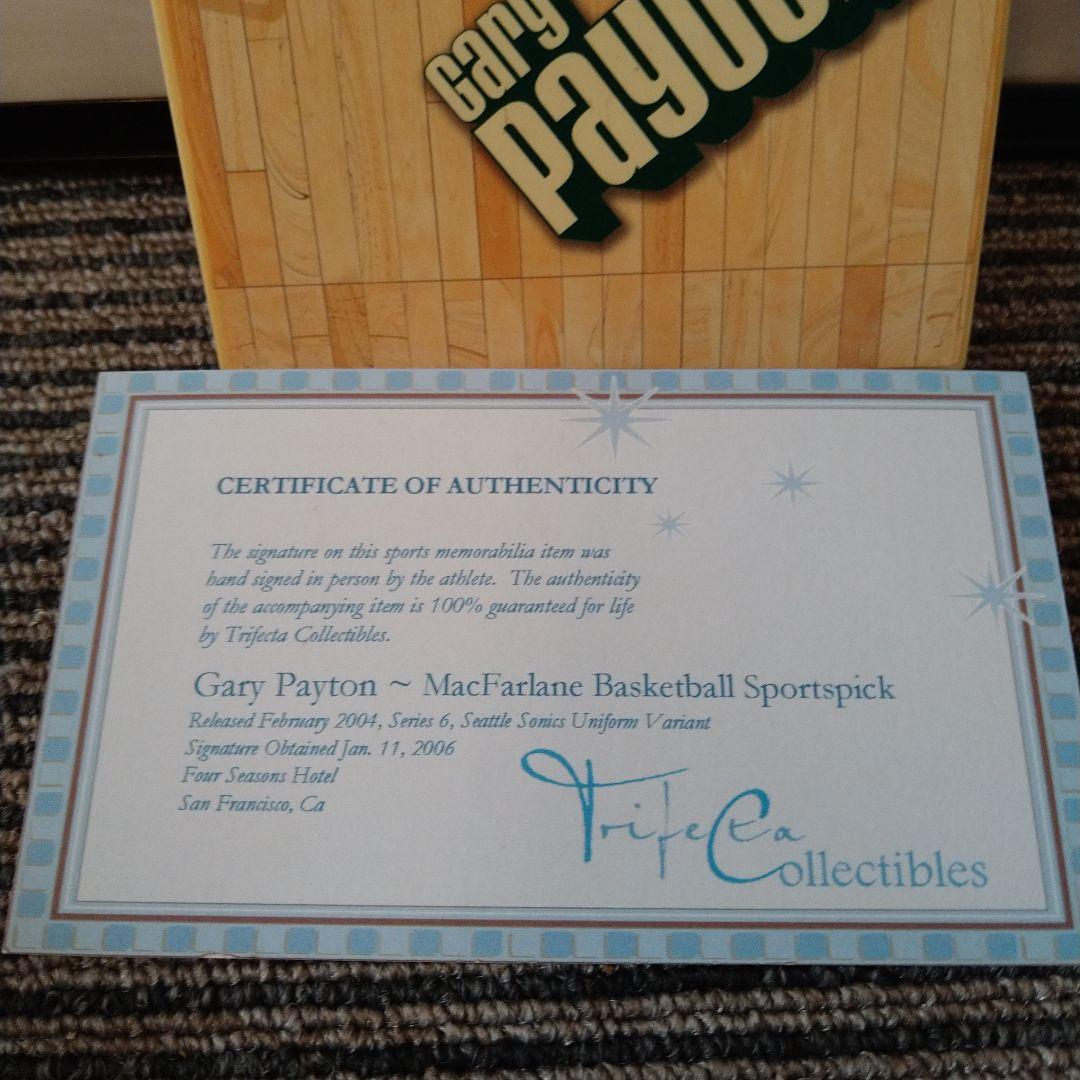 Gary
CERTIFICATE OF AUTHENTICITY
The signature on this sports memorabilia item was
hand signed in person by the athlete. The authenticity
of the accompanying item is 100% guaranteed for life
by Trifecta Collectibles.
Gary Payton ~ MacFarlane Basketball Sportspick
Released February 2004, Series 6, Seattle Sonics Uniform Variant
Signature Obtained Jan. 11, 2006
Four Seasons Hotel
San Francisco, Ca
Trifecta
Collectibles